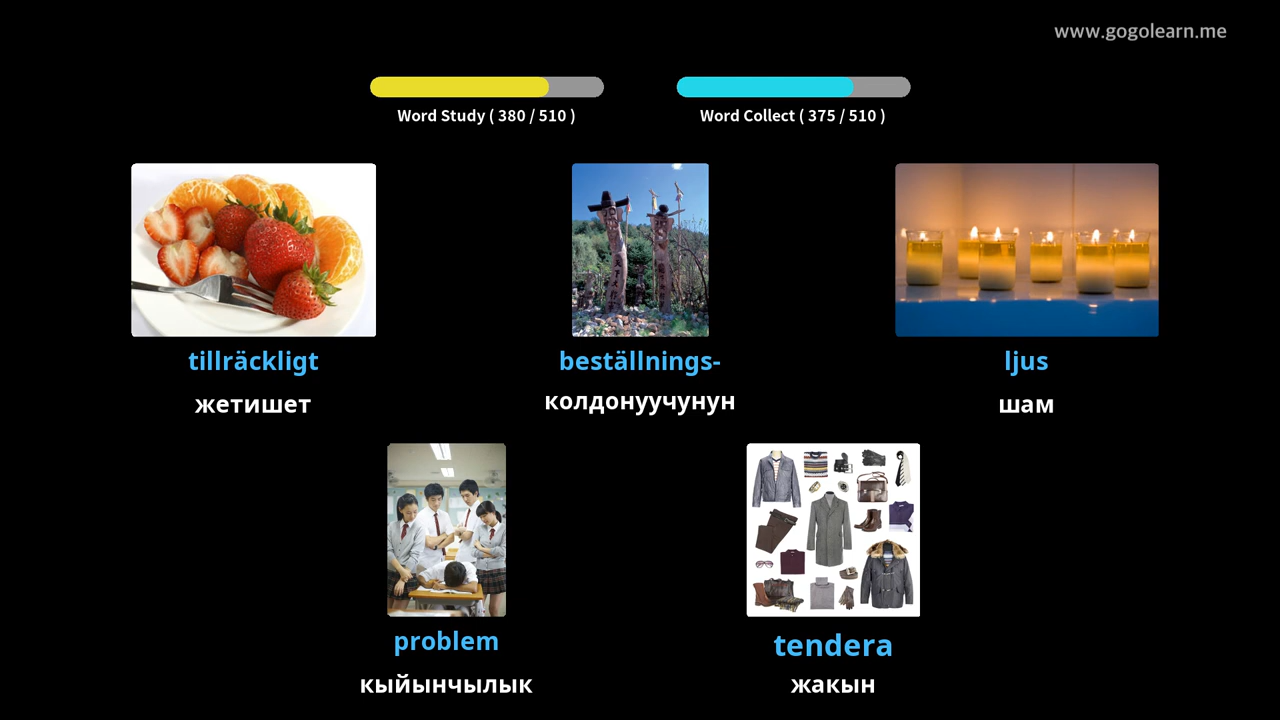 www.gogolearn.me
Word Study ( 380 / 510 )
Word Collect ( 375 / 510 )
tillräckligt
beställnings-
ljus
жетишет
колдонуучунун
шам
problem
tendera
кыйынчылык
жакын